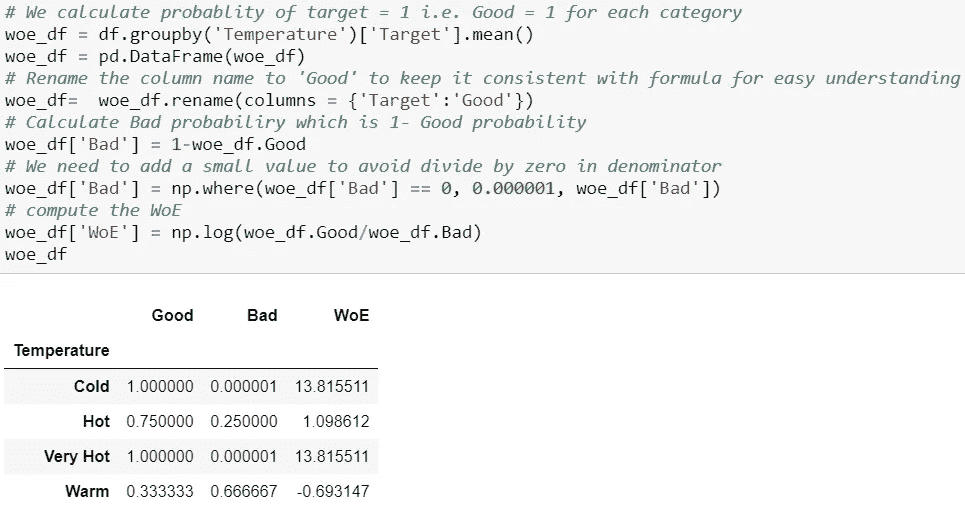 # We calculate probablity of target = 1 i.e. Good = 1 for each category
woe_df = df.groupby('Temperature')['Target'].mean()
woe_df = pd.DataFrame(woe_df)
# Rename the column name to 'Good' to keep it consistent with formula for easy understanding
woe_df=  woe_df.rename(columns = {'Target':'Good'})
# Calculate Bad probabiliry which is 1- Good probability
woe_df['Bad'] = 1-woe_df.Good
# We need to add a small value to avoid divide by zero in denominator
woe_df['Bad'] = np.where(woe_df['Bad'] == 0, 0.000001, woe_df['Bad'])
# compute the WoE
woe_df['WoE'] = np.log(woe_df.Good/woe_df.Bad)
woe_df
Good Bad WoE
Temperature
Cold 1.000000 0.000001 13.815511
Hot 0.750000 0.250000 1.098612
Very Hot 1.000000 0.000001 13.815511
Warm 0.333333 0.666667 -0.693147